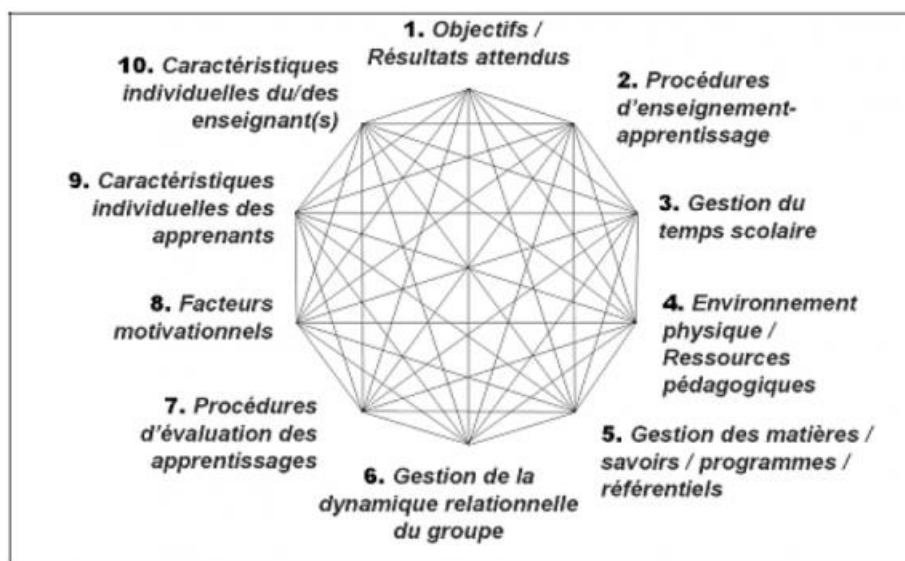 1. Objectifs /
Résultats attendus
2. Procédures
d'enseignement-
apprentissage
3. Gestion du
temps scolaire
4. Environnement
physique /
Ressources
pédagogiques
5. Gestion des matières /
savoirs / programmes /
référentiels
6. Gestion de la
dynamique relationnelle
du groupe
7. Procédures
d'évaluation des
apprentissages
8. Facteurs
motivationnels
9. Caractéristiques
individuelles des
apprenants
10. Caractéristiques
individuelles du/des
enseignant(s)